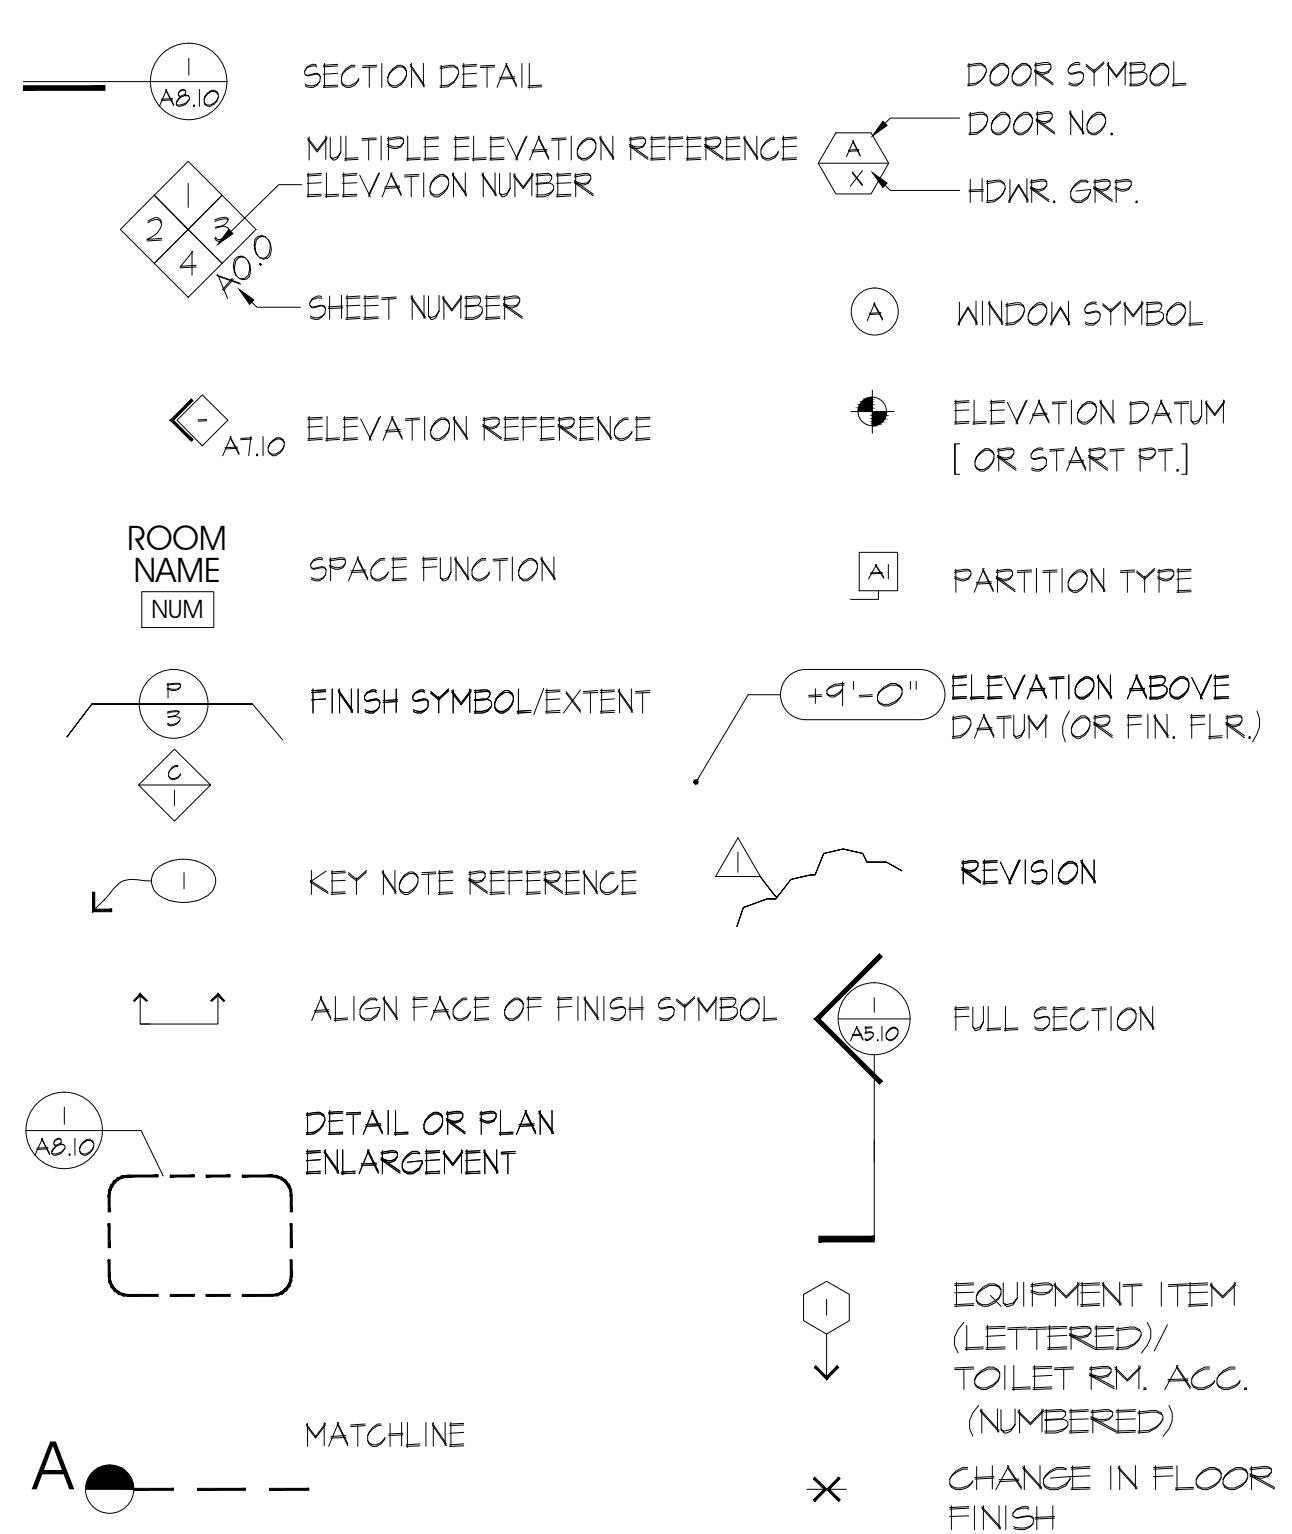 1
A8.10
SECTION DETAIL
MULTIPLE ELEVATION REFERENCE
ELEVATION NUMBER
1
2
3
4
A0.0
SHEET NUMBER
-
A7.10
ELEVATION REFERENCE
ROOM
NAME
NUM
SPACE FUNCTION
P
3
FINISH SYMBOL/EXTENT
C
1
1
KEY NOTE REFERENCE
ALIGN FACE OF FINISH SYMBOL
1
A8.10
DETAIL OR PLAN
ENLARGEMENT
A
MATCHLINE
DOOR SYMBOL
DOOR NO.
A
X
HDWR. GRP.
A
WINDOW SYMBOL
ELEVATION DATUM
[ OR START PT.]
A1
PARTITION TYPE
+9'-0"
ELEVATION ABOVE
DATUM (OR FIN. FLR.)
1
REVISION
1
A5.10
FULL SECTION
1
EQUIPMENT ITEM
(LETTERED)/
TOILET RM. ACC.
(NUMBERED)
CHANGE IN FLOOR
FINISH